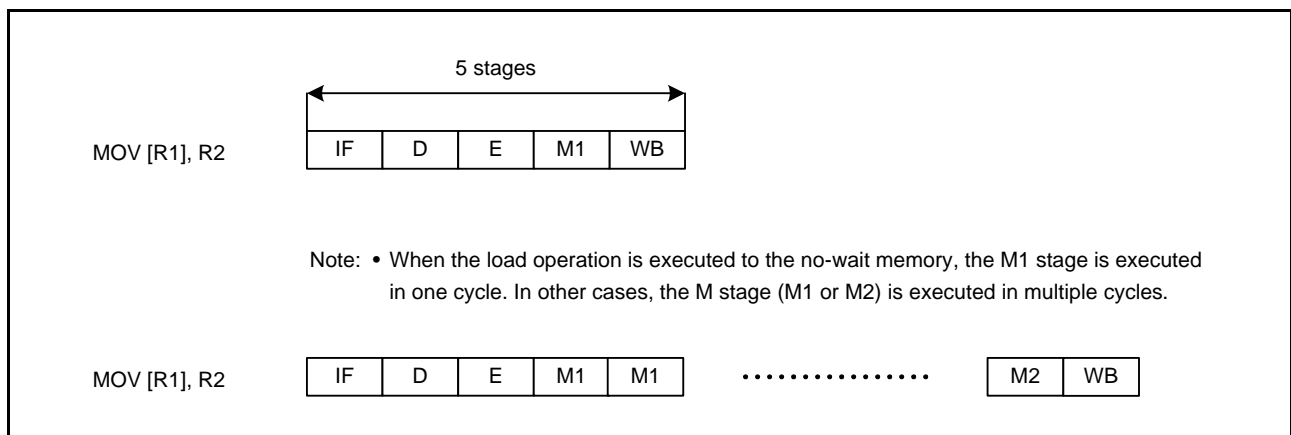 5 stages
MOV [R1], R2 IF D E M1 WB
Note: • When the load operation is executed to the no-wait memory, the M1 stage is executed
in one cycle. In other cases, the M stage (M1 or M2) is executed in multiple cycles.
MOV [R1], R2 IF D E M1 M1 ................ M2 WB